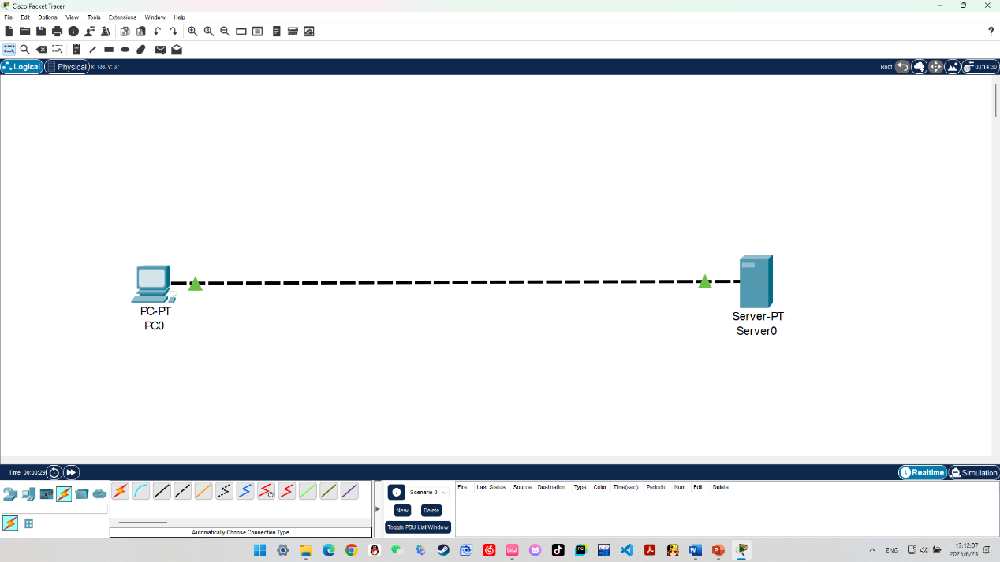 Cisco Packet Tracer
File Edit Options View Tools Extensions Window Help
?
Logical Physical x: 138, y: 37 Root 00:14:30
PC-PT
PC0
Server-PT
Server0
Time: 00:00:29 Realtime Simulation
Scenario 0
New Delete
Toggle PDU List Window
Fire Last Status Source Destination Type Color Time(sec) Periodic Num Edit Delete
Automatically Choose Connection Type
ENG 13:12:07
2025/6/23